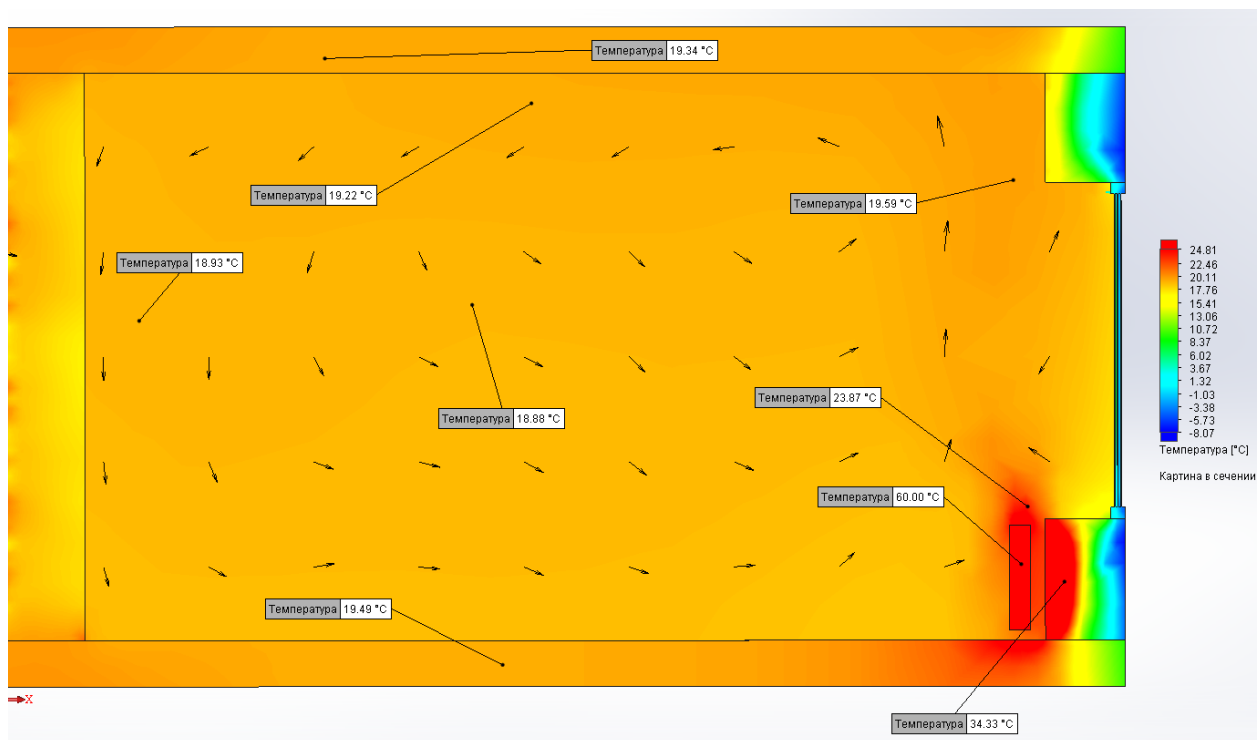 Температура 19.34 °C
Температура 19.22 °C
Температура 19.59 °C
Температура 18.93 °C
Температура 18.88 °C
Температура 23.87 °C
Температура 60.00 °C
Температура 19.49 °C
Температура 34.33 °C
24.81
22.46
20.11
17.76
15.41
13.06
10.72
8.37
6.02
3.67
1.32
-1.03
-3.38
-5.73
-8.07
Температура [°C]
Картина в сечении
X